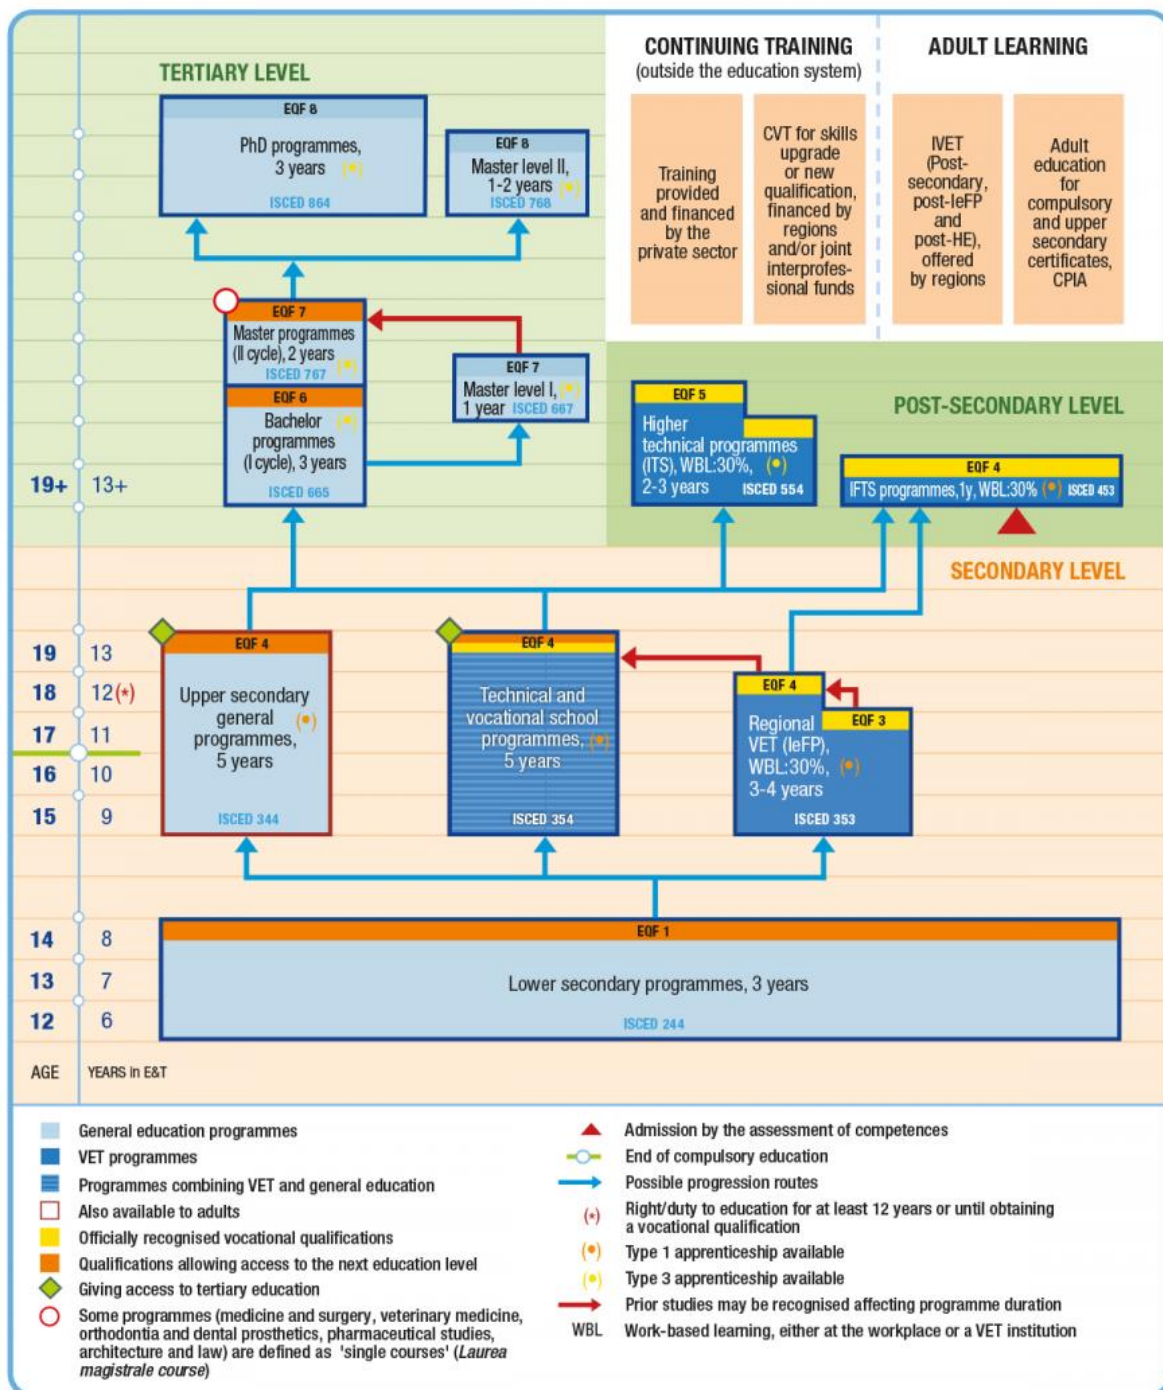 TERTIARY LEVEL
CONTINUING TRAINING
(outside the education system)
ADULT LEARNING
EQF 8
PhD programmes,
3 years (•)
ISCED 864
EQF 8
Master level II,
1-2 years (•)
ISCED 768
Training
provided
and financed
by the
private sector
CVT for skills
upgrade
or new
qualification,
financed by
regions
and/or joint
interprofes-
sional funds
IVET
(Post-
secondary,
post-IeFP
and
post-HE),
offered
by regions
Adult
education
for
compulsory
and upper
secondary
certificates,
CPIA
EQF 7
Master programmes
(II cycle), 2 years
ISCED 767 (•)
EQF 6
Bachelor (•)
programmes
(I cycle), 3 years
ISCED 665
EQF 7
Master level I, (•)
1 year ISCED 667
POST-SECONDARY LEVEL
EQF 5
Higher
technical programmes
(ITS), WBL:30%, (•)
2-3 years ISCED 554
EQF 4
IFTS programmes,1y, WBL:30% (•) ISCED 453
19+ 13+
SECONDARY LEVEL
EQF 4
Upper secondary
general (•)
programmes,
5 years
ISCED 344
EQF 4
Technical and
vocational school
programmes, (•)
5 years
ISCED 354
EQF 4
EQF 3
Regional
VET (IeFP),
WBL:30%, (•)
3-4 years
ISCED 353
19 13
18 12(*)
17 11
16 10
15 9
EQF 1
Lower secondary programmes, 3 years
ISCED 244
14 8
13 7
12 6
AGE YEARS in E&T
General education programmes
VET programmes
Programmes combining VET and general education
Also available to adults
Officially recognised vocational qualifications
Qualifications allowing access to the next education level
Giving access to tertiary education
Some programmes (medicine and surgery, veterinary medicine,
orthodontia and dental prosthetics, pharmaceutical studies,
architecture and law) are defined as 'single courses' (Laurea
magistrale course)
Admission by the assessment of competences
End of compulsory education
Possible progression routes
(*) Right/duty to education for at least 12 years or until obtaining
a vocational qualification
(•) Type 1 apprenticeship available
(•) Type 3 apprenticeship available
Prior studies may be recognised affecting programme duration
WBL Work-based learning, either at the workplace or a VET institution